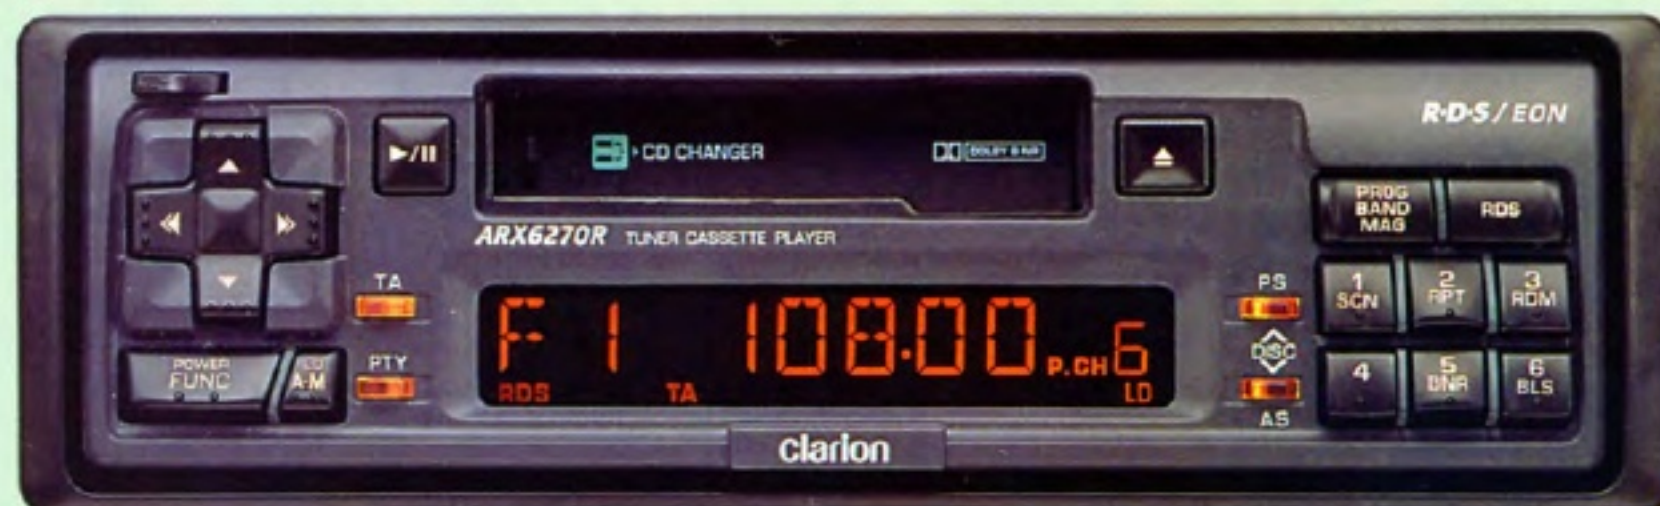 R·D·S/EON
▶/II
CD CHANGER
DOLBY B NR
PROG
BAND
MAG
RDS
ARX6270R TUNER CASSETTE PLAYER
TA
PS
1
SCN
2
RPT
3
RDM
F 1 108.00 P.CH 6
RDS TA LD
POWER
FUNC
A-M
PTY
DISC
AS
4
5
DNR
6
BLS
clarion